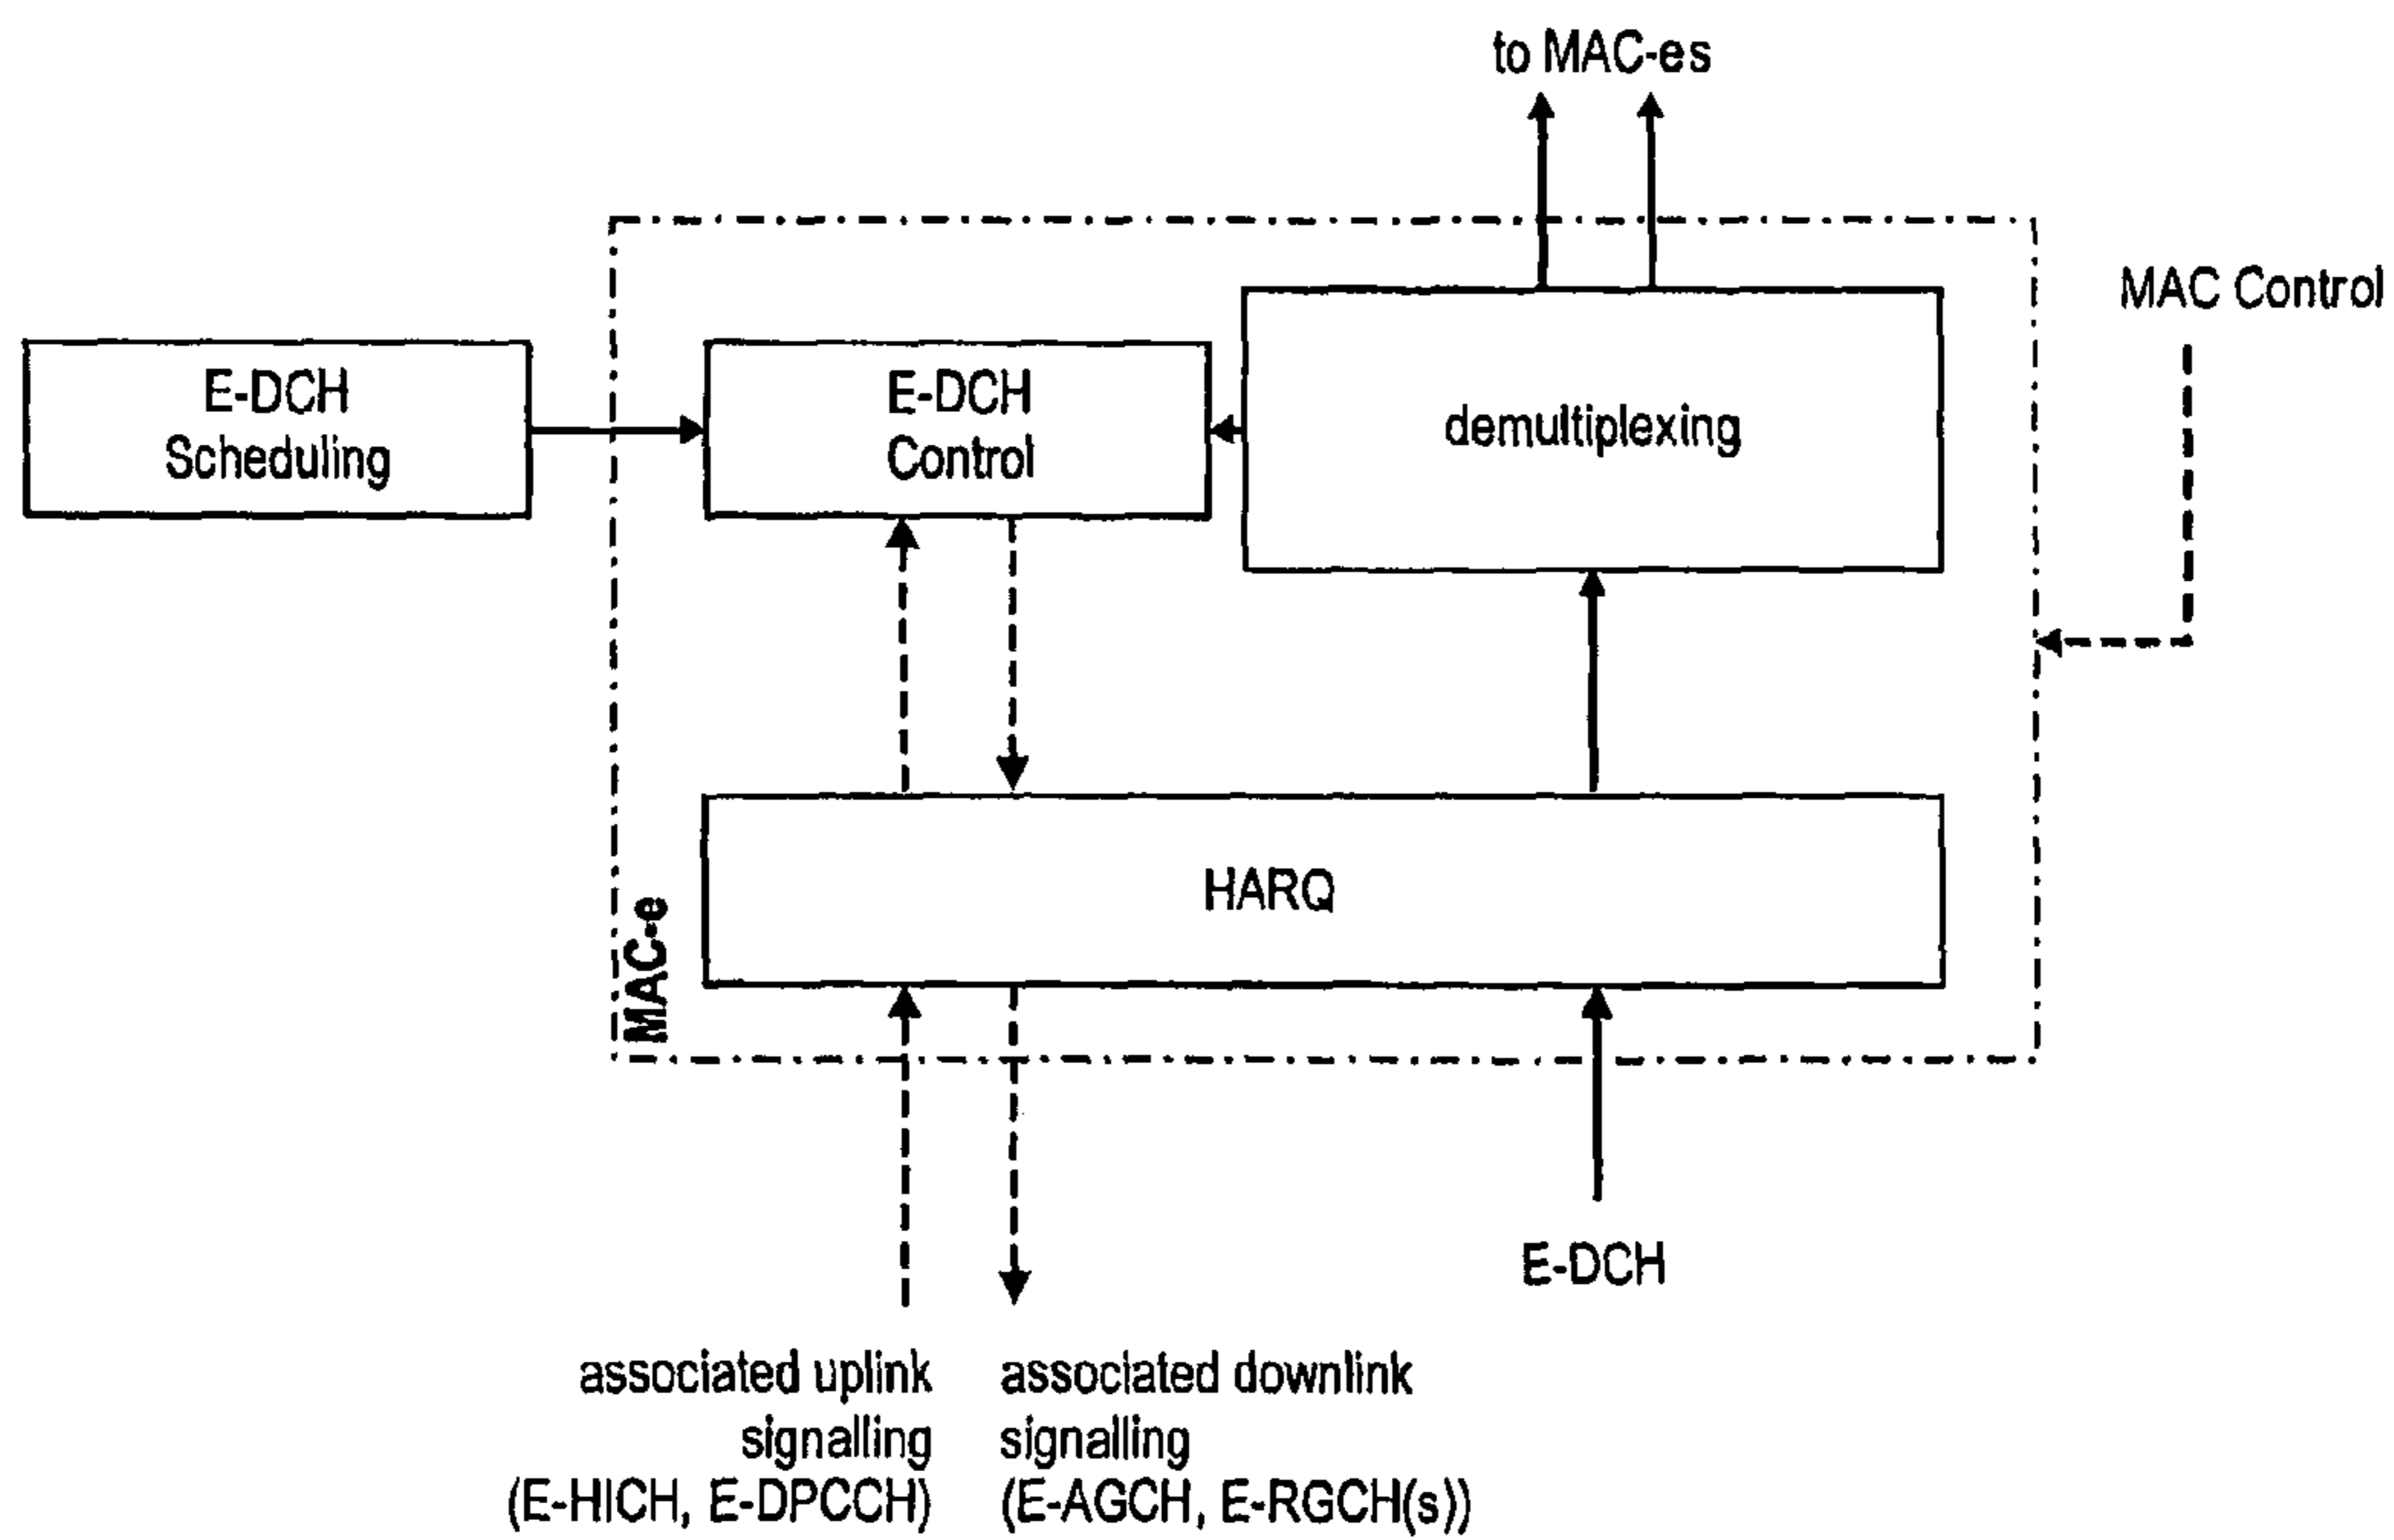 to MAC-es
MAC Control
E-DCH
Scheduling
E-DCH
Control
demultiplexing
HARQ
MAC-e
E-DCH
associated uplink
signalling
(E-HICH, E-DPCCH)
associated downlink
signalling
(E-AGCH, E-RGCH(s))